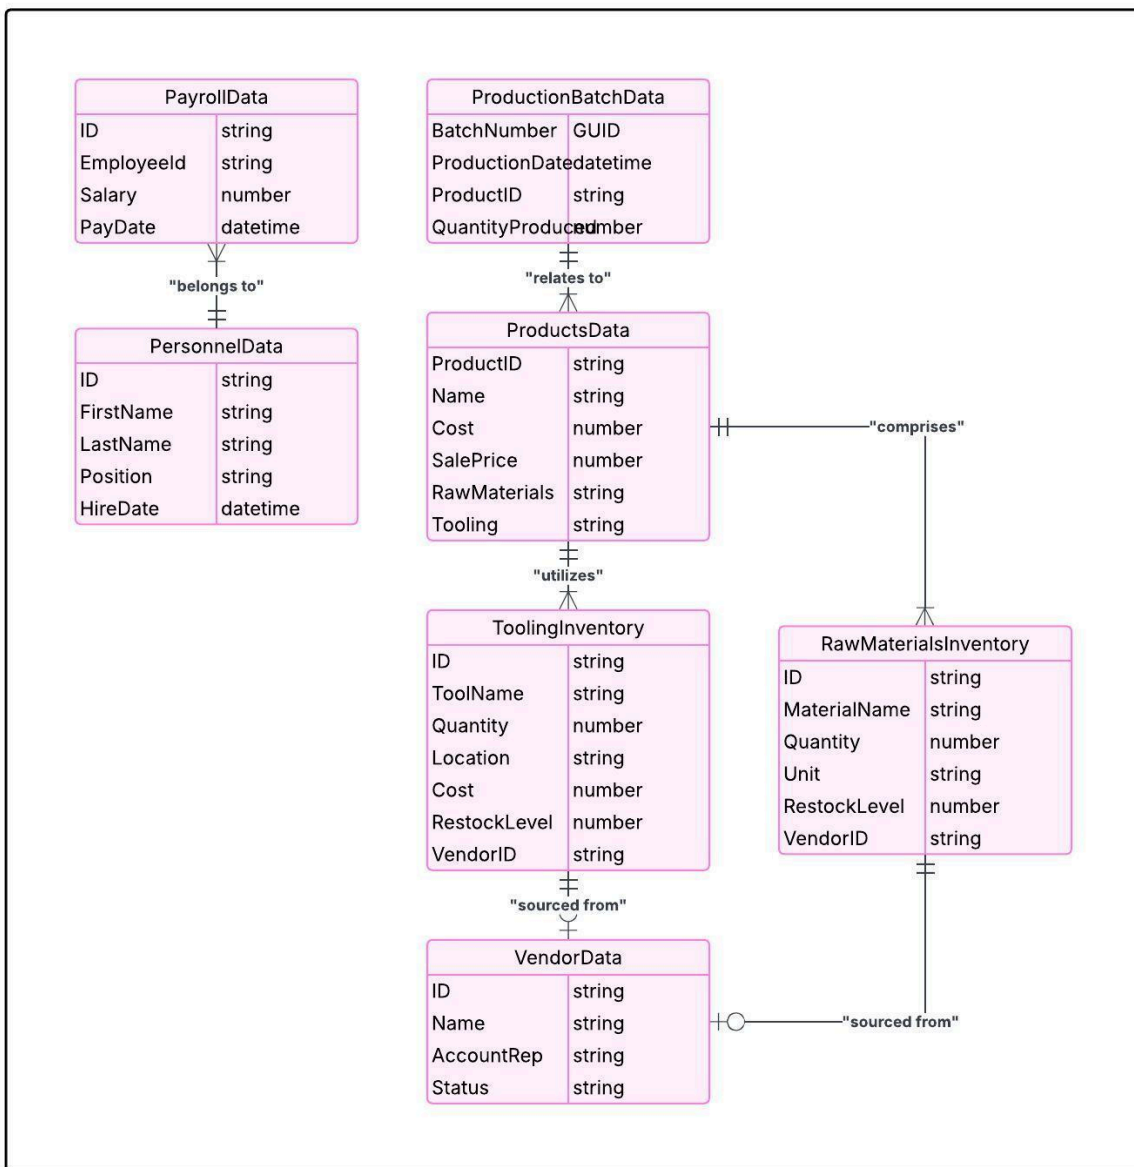 PayrollData
ID string
EmployeeId string
Salary number
PayDate datetime
"belongs to"
PersonnelData
ID string
FirstName string
LastName string
Position string
HireDate datetime
ProductionBatchData
BatchNumber GUID
ProductionDate datetime
ProductID string
QuantityProduced number
"relates to"
ProductsData
ProductID string
Name string
Cost number
SalePrice number
RawMaterials string
Tooling string
"comprises"
"utilizes"
ToolingInventory
ID string
ToolName string
Quantity number
Location string
Cost number
RestockLevel number
VendorID string
RawMaterialsInventory
ID string
MaterialName string
Quantity number
Unit string
RestockLevel number
VendorID string
"sourced from"
VendorData
ID string
Name string
AccountRep string
Status string
"sourced from"